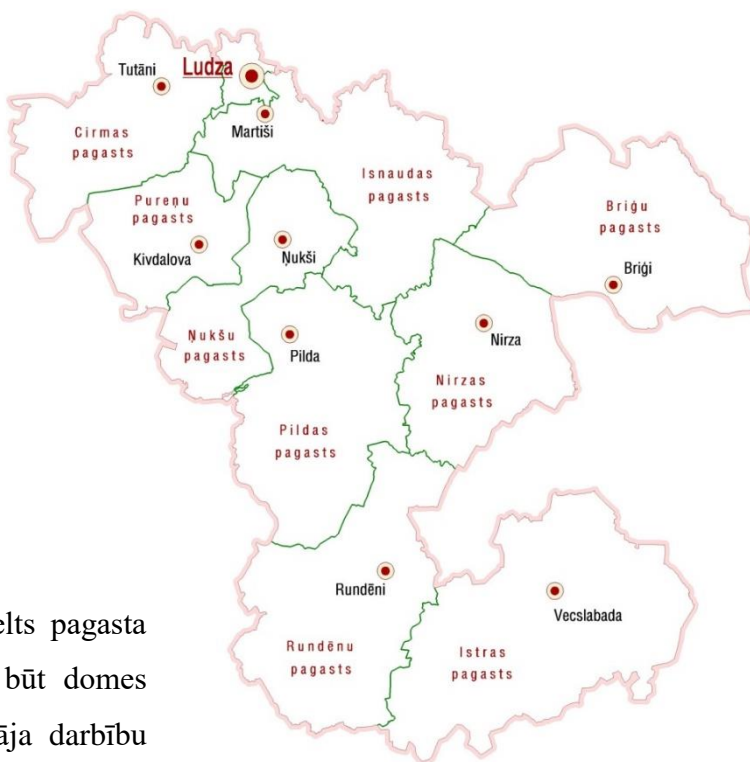 Tutāni
Ludza
Martiši
Cirmas
pagasts
Isnaudas
pagasts
Pureņu
pagasts
Briģu
pagasts
Kivdalova
Ņukši
Briģi
Ņukšu
pagasts
Pilda
Nirza
Nirzas
pagasts
Pildas
pagasts
Rundēni
Vecslabada
Rundēnu
pagasts
Istras
pagasts
elts pagasta
būt domes
āja darbību